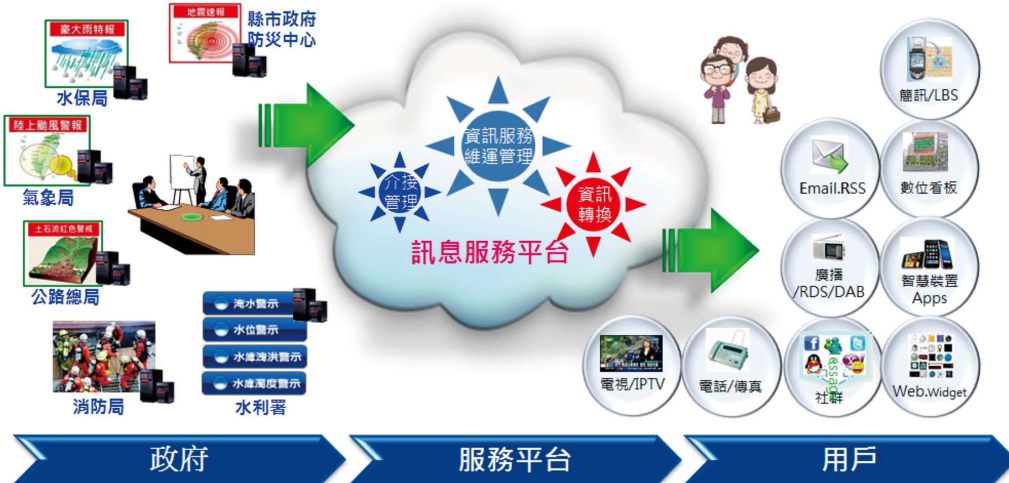 豪大雨特報
水保局
地震速報
縣市政府
防災中心
陸上颱風警報
氣象局
土石流紅色警戒
公路總局
消防局
淹水警示
水位警示
水庫洩洪警示
水庫濁度警示
水利署
資訊服務
維運管理
介接
管理
資訊
轉換
訊息服務平台
簡訊/LBS
Email.RSS
數位看板
廣播
/RDS/DAB
智慧裝置
Apps
電視/IPTV
電話/傳真
essage
社群
Web.Widget
政府
服務平台
用戶